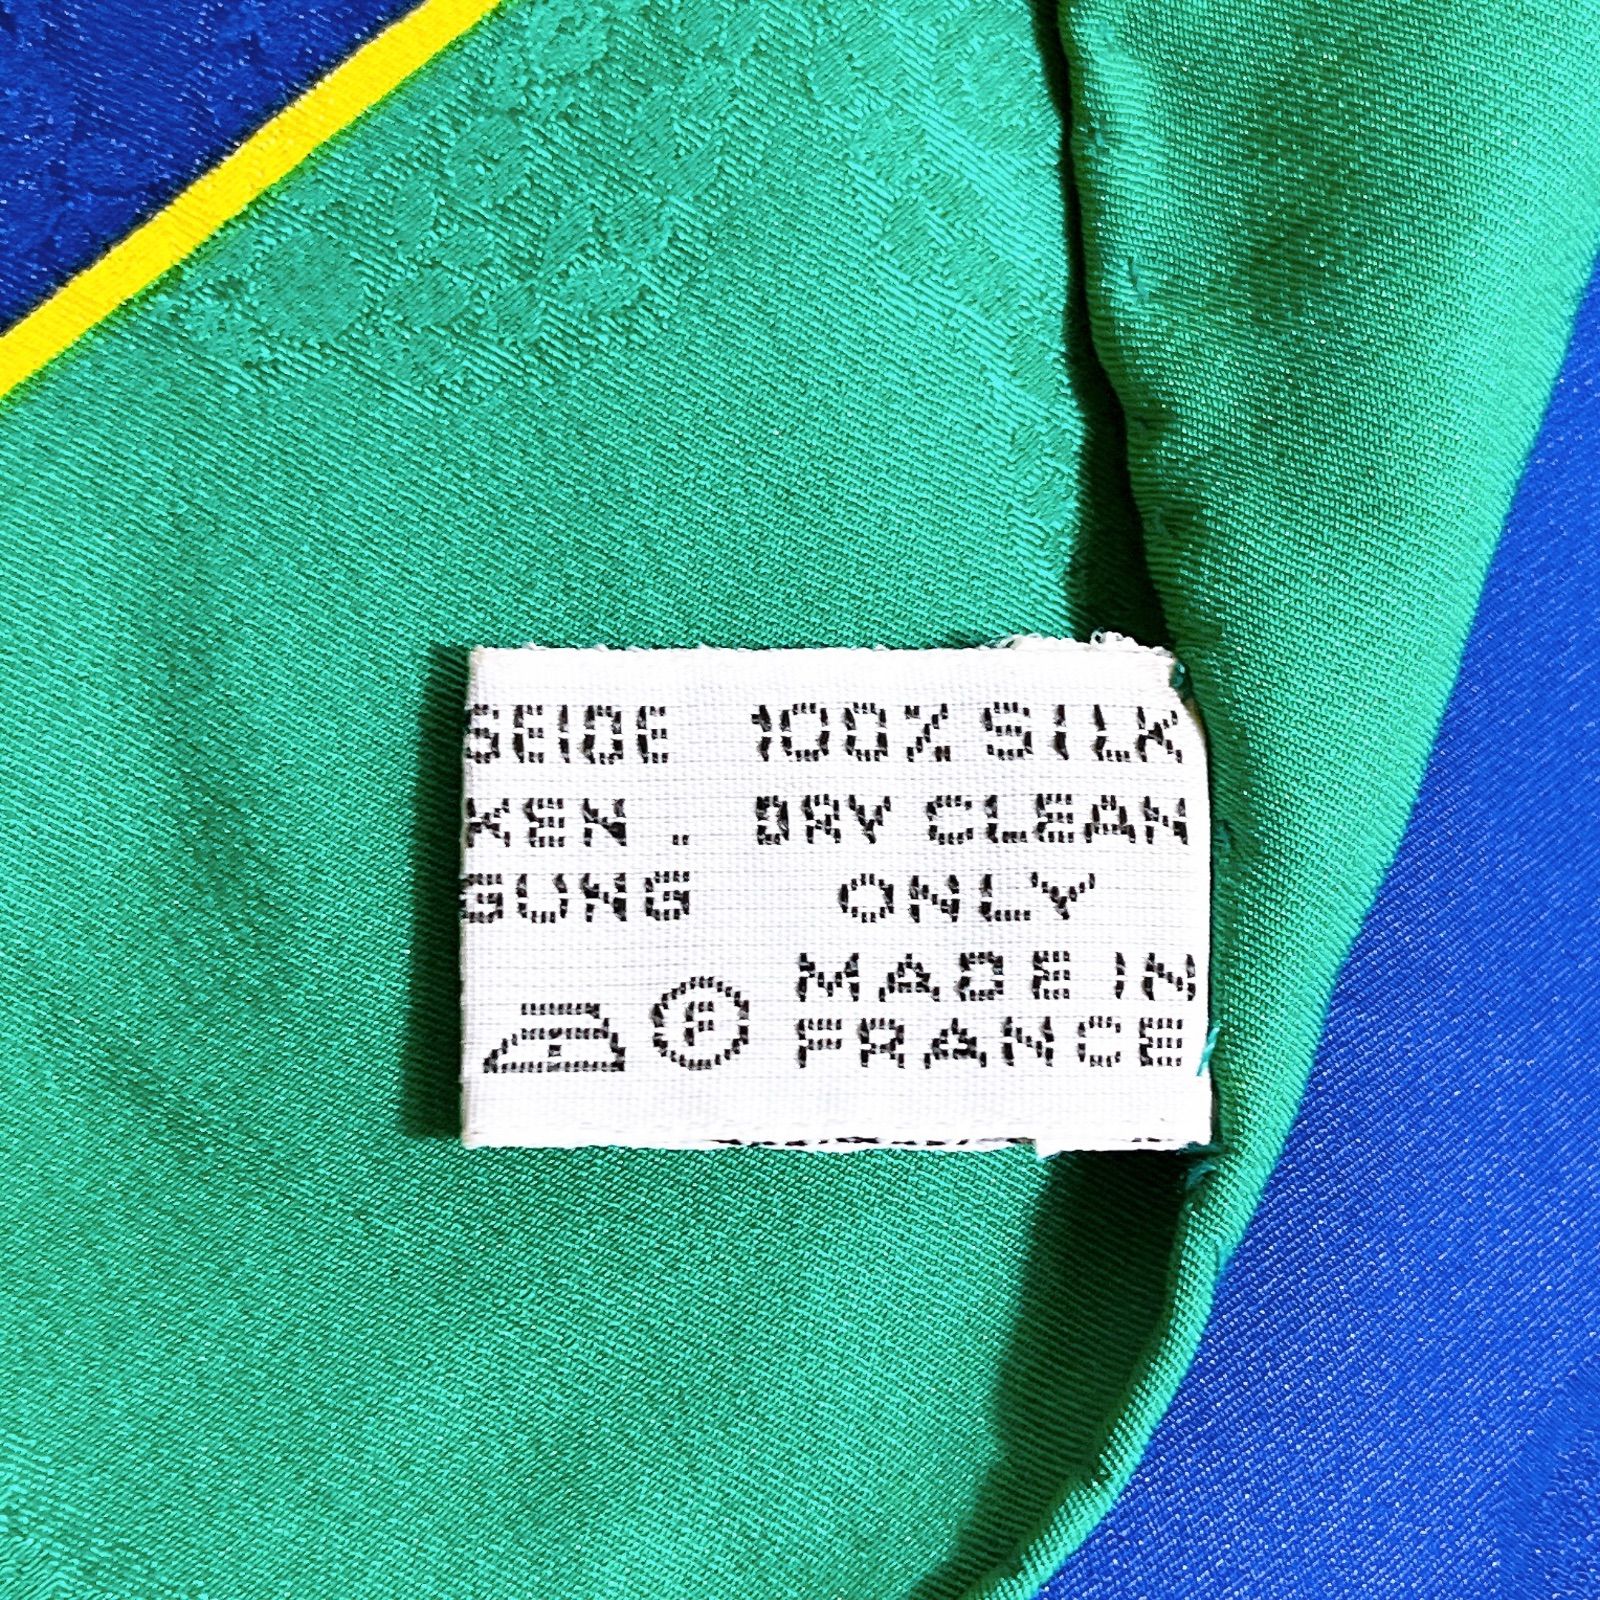 SEIDE 100% SILK
KEN . DRY CLEAN
GUNG ONLY
MADE IN
F FRANCE